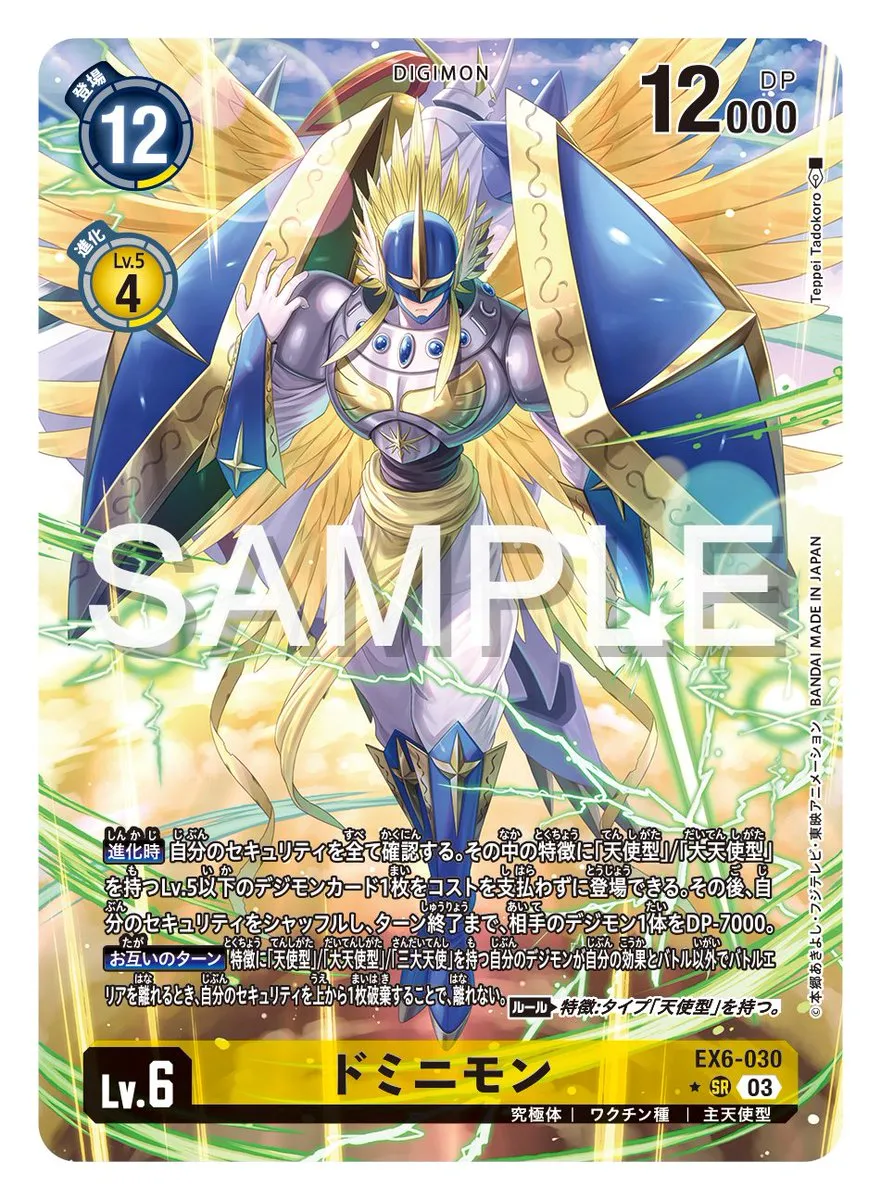 DIGIMON
登場
12
12000
DP
進化
Lv.5
4
Teppei Tadokoro
SAMPLE
進化時 自分のセキュリティを全て確認する。その中の特徴に「天使型」/「大天使型」
を持つLv.5以下のデジモンカード1枚をコストを支払わずに登場できる。その後、自
分のセキュリティをシャッフルし、ターン終了まで、相手のデジモン1体をDP-7000。
お互いのターン 特徴に「天使型」/「大天使型」/「三大天使」を持つ自分のデジモンが自分の効果とバトル以外でバトルエ
リアを離れるとき、自分のセキュリティを上から1枚破棄することで、離れない。
ルール 特徴:タイプ「天使型」を持つ。
©本郷あきよし・フジテレビ・東映アニメーション BANDAI MADE IN JAPAN
Lv.6
ドミニモン
EX6-030
SR 03
究極体 | ワクチン種 | 主天使型